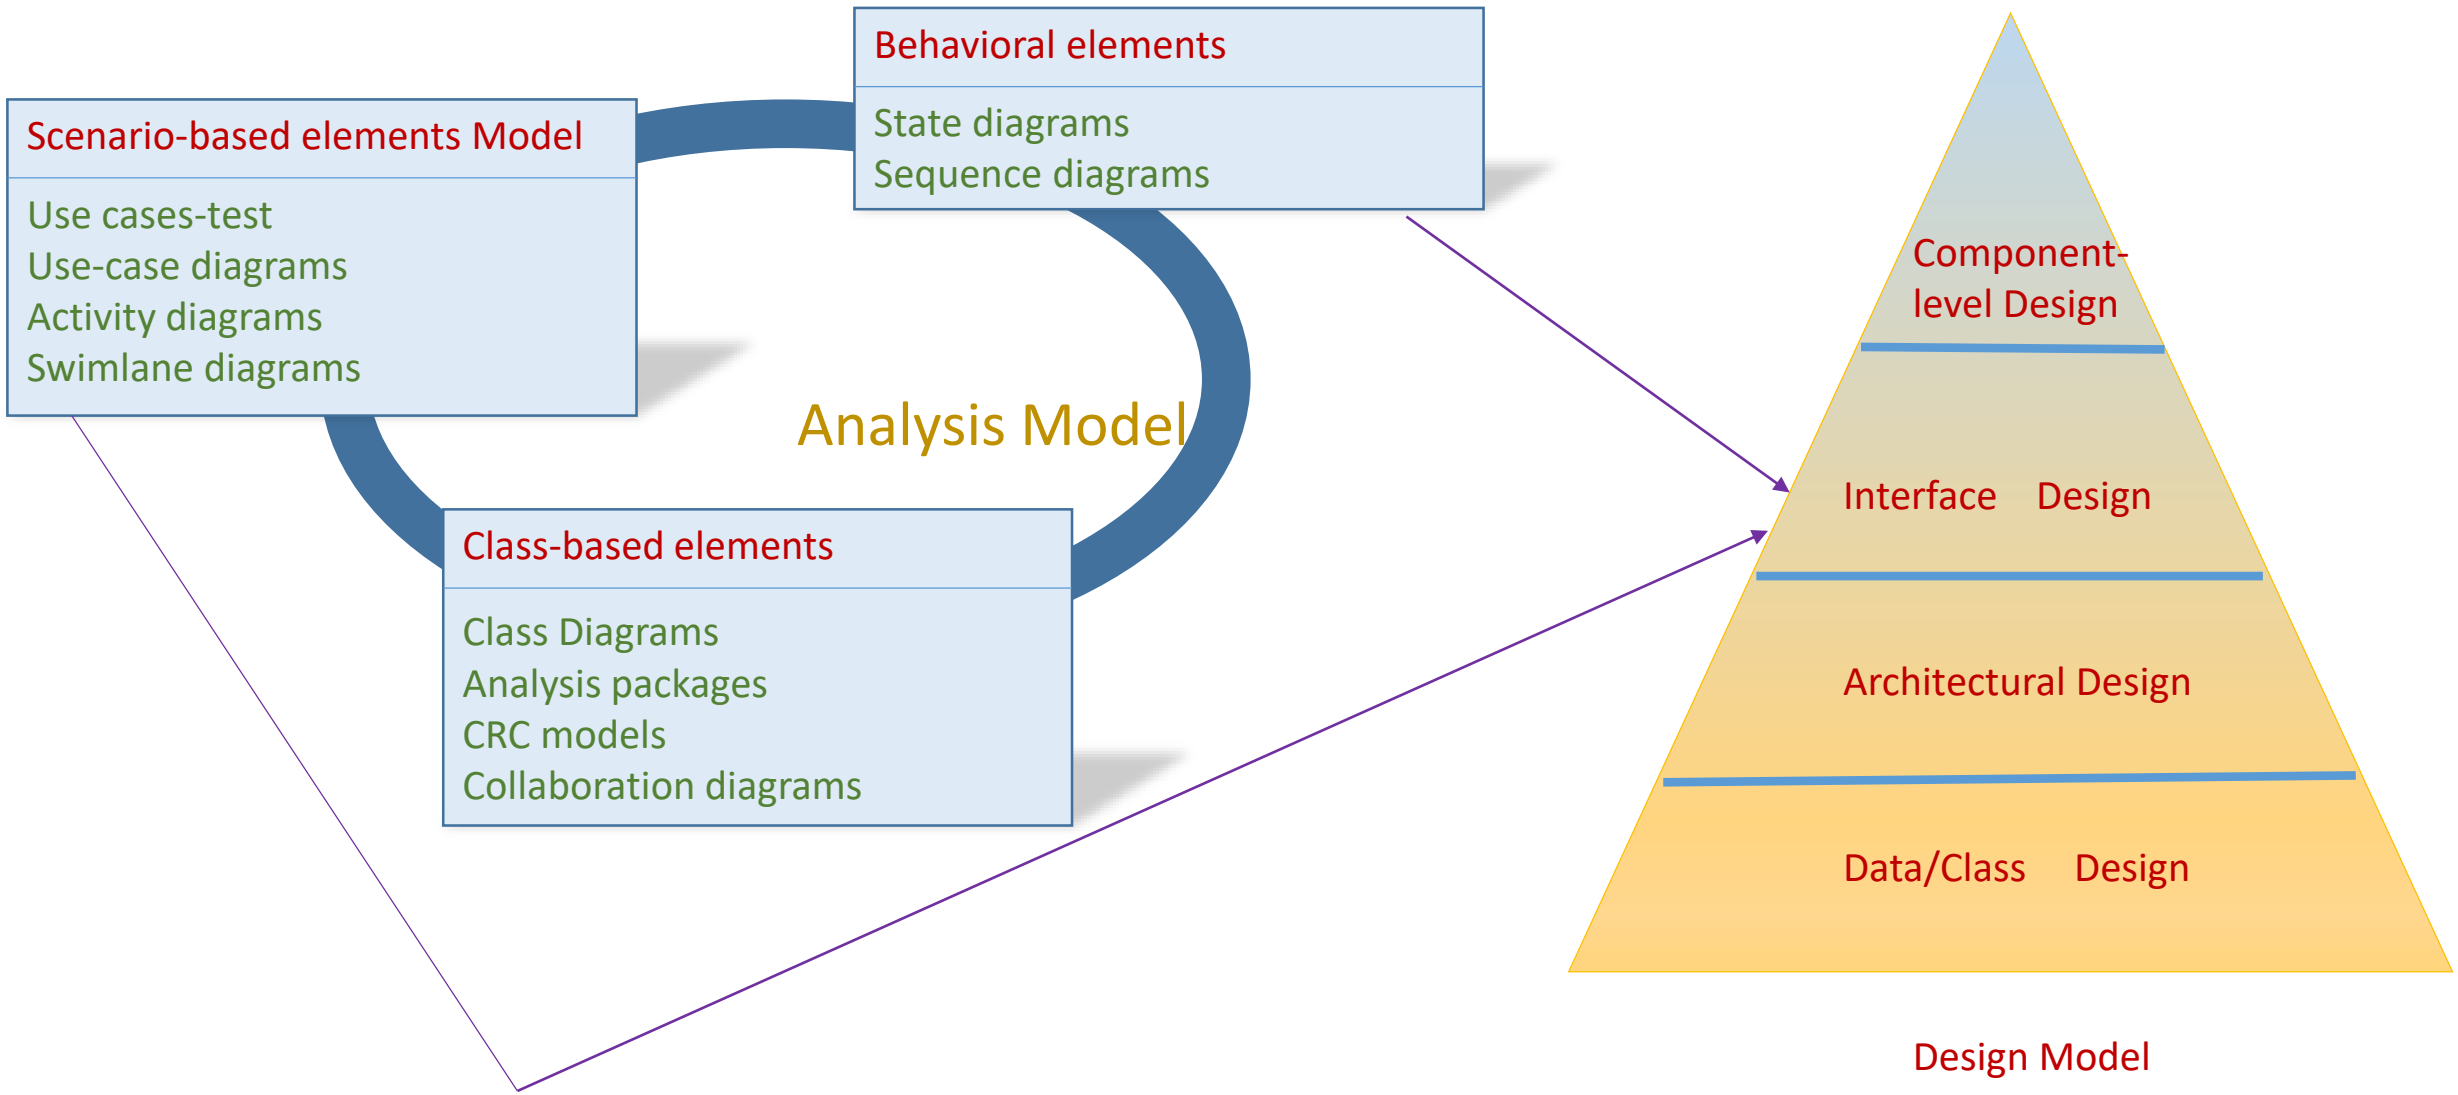 Behavioral elements
State diagrams
Sequence diagrams
Scenario-based elements Model
Use cases-test
Use-case diagrams
Activity diagrams
Swimlane diagrams
Analysis Model
Class-based elements
Class Diagrams
Analysis packages
CRC models
Collaboration diagrams
Component-
level Design
Interface Design
Architectural Design
Data/Class Design
Design Model